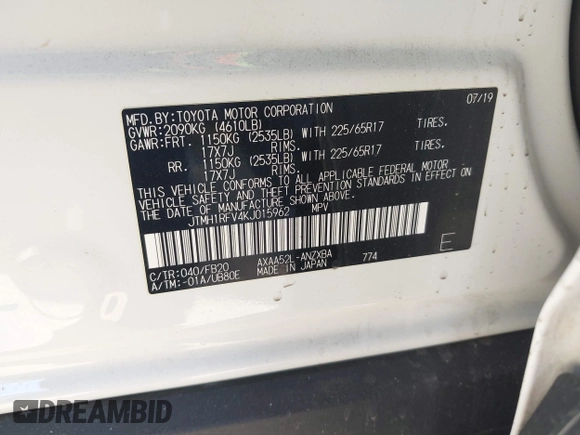 MFD.BY:TOYOTA MOTOR CORPORATION 07/19
GVWR:2090KG (4610LB)
GAWR:FRT. 1150KG (2535LB) WITH 225/65R17 TIRES.
17X7J RIMS.
RR. 1150KG (2535LB) WITH 225/65R17 TIRES.
17X7J RIMS.
THIS VEHICLE CONFORMS TO ALL APPLICABLE FEDERAL MOTOR
VEHICLE SAFETY AND THEFT PREVENTION STANDARDS IN EFFECT
ON THE DATE OF MANUFACTURE SHOWN ABOVE.
JTMH1RFV4KJ015962 MPV
E
C/TR:040/FB20 AXAA52L-ANZXBA 774
A/TM:-01A/UB80E MADE IN JAPAN
DREAMBID